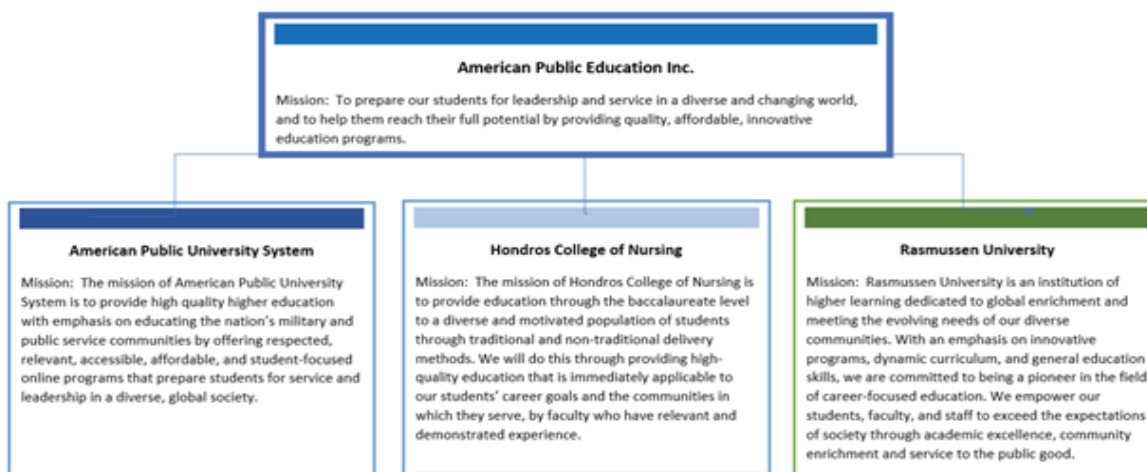 American Public Education Inc.
Mission: To prepare our students for leadership and service in a diverse and changing world,
and to help them reach their full potential by providing quality, affordable, innovative
education programs.
American Public University System
Mission: The mission of American Public University
System is to provide high quality higher education
with emphasis on educating the nation's military and
public service communities by offering respected,
relevant, accessible, affordable, and student-focused
online programs that prepare students for service and
leadership in a diverse, global society.
Hondros College of Nursing
Mission: The mission of Hondros College of Nursing is
to provide education through the baccalaureate level
to a diverse and motivated population of students
through traditional and non-traditional delivery
methods. We will do this through providing high-
quality education that is immediately applicable to
our students' career goals and the communities in
which they serve, by faculty who have relevant and
demonstrated experience.
Rasmussen University
Mission: Rasmussen University is an institution of
higher learning dedicated to global enrichment and
meeting the evolving needs of our diverse
communities. With an emphasis on innovative
programs, dynamic curriculum, and general education
skills, we are committed to being a pioneer in the field
of career-focused education. We empower our
students, faculty, and staff to exceed the expectations
of society through academic excellence, community
enrichment and service to the public good.